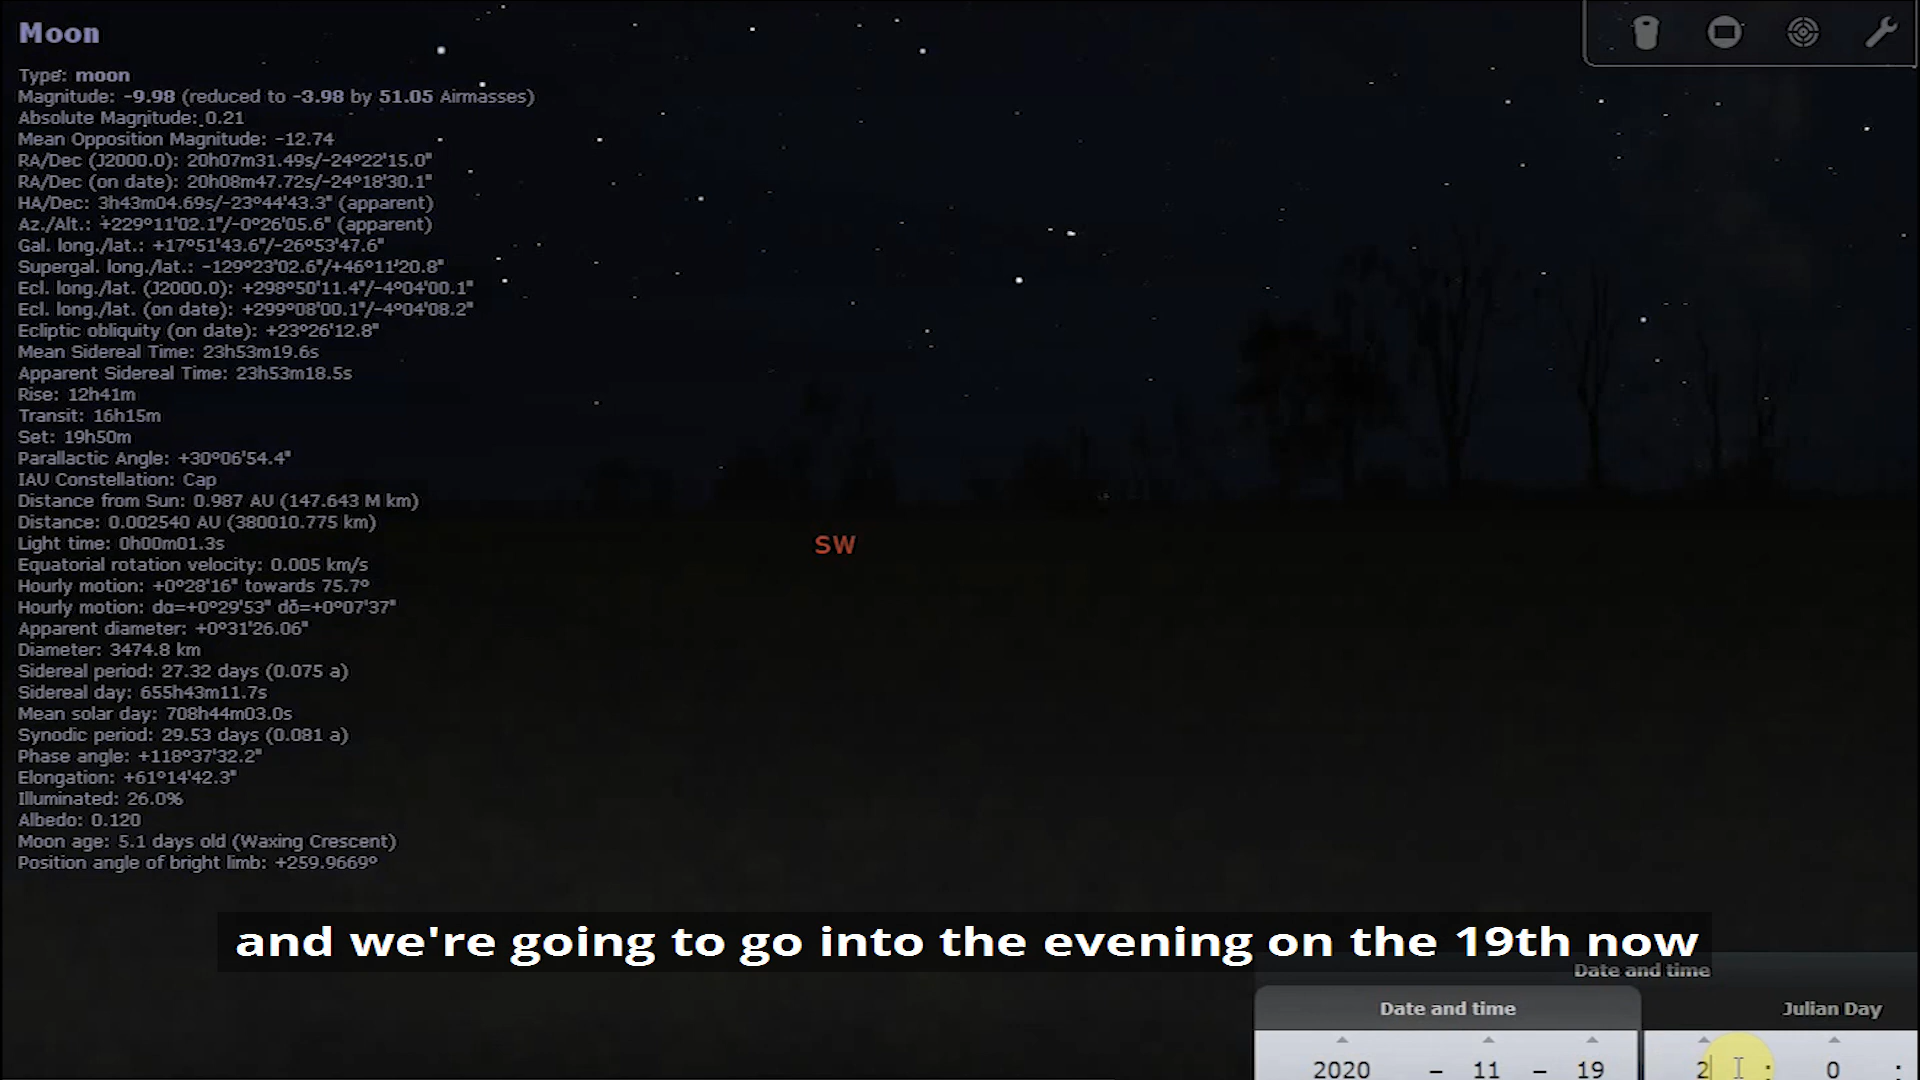 Moon
Type: moon
Magnitude: -9.98 (reduced to -3.98 by 51.05 Airmasses)
Absolute Magnitude: 0.21
Mean Opposition Magnitude: -12.74
RA/Dec (J2000.0): 20h07m31.49s/-24°22'15.0"
RA/Dec (on date): 20h08m47.72s/-24°18'30.1"
HA/Dec: 3h43m04.69s/-23°44'43.3" (apparent)
Az./Alt.: +229°11'02.1"/-0°26'05.6" (apparent)
Gal. long./lat.: +17°51'43.6"/-26°53'47.6"
Supergal. long./lat.: -129°23'02.6"/+46°11'20.8"
Ecl. long./lat. (J2000.0): +298°50'11.4"/-4°04'00.1"
Ecl. long./lat. (on date): +299°08'00.1"/-4°04'08.2"
Ecliptic obliquity (on date): +23°26'12.8"
Mean Sidereal Time: 23h53m19.6s
Apparent Sidereal Time: 23h53m18.5s
Rise: 12h41m
Transit: 16h15m
Set: 19h50m
Parallactic Angle: +30°06'54.4"
IAU Constellation: Cap
Distance from Sun: 0.987 AU (147.643 M km)
Distance: 0.002540 AU (380010.775 km)
Light time: 0h00m01.3s
Equatorial rotation velocity: 0.005 km/s
Hourly motion: +0°28'16" towards 75.7°
Hourly motion: dα=+0°29'53" dδ=+0°07'37"
Apparent diameter: +0°31'26.06"
Diameter: 3474.8 km
Sidereal period: 27.32 days (0.075 a)
Sidereal day: 655h43m11.7s
Mean solar day: 708h44m03.0s
Synodic period: 29.53 days (0.081 a)
Phase angle: +118°37'32.2"
Elongation: +61°14'42.3"
Illuminated: 26.0%
Albedo: 0.120
Moon age: 5.1 days old (Waxing Crescent)
Position angle of bright limb: +259.9669°
SW
and we're going to go into the evening on the 19th now
Date and time
Date and time
Julian Day
2020 - 11 - 19 2 : 0 :